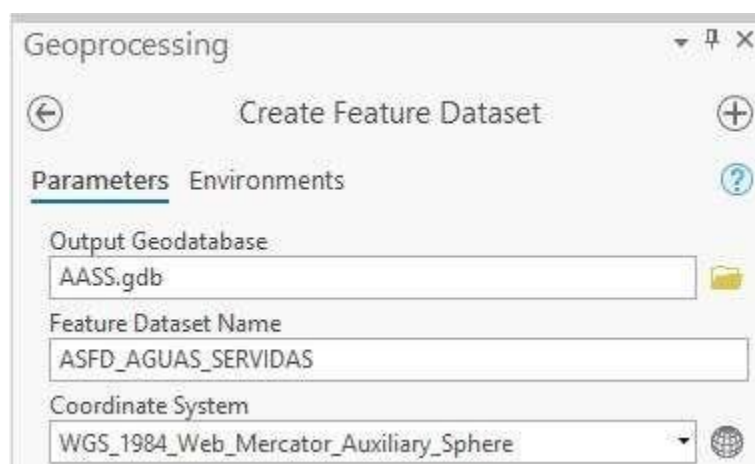 Geoprocessing
Create Feature Dataset
Parameters Environments
?
Output Geodatabase
AASS.gdb
Feature Dataset Name
ASFD_AGUAS_SERVIDAS
Coordinate System
WGS_1984_Web_Mercator_Auxiliary_Sphere